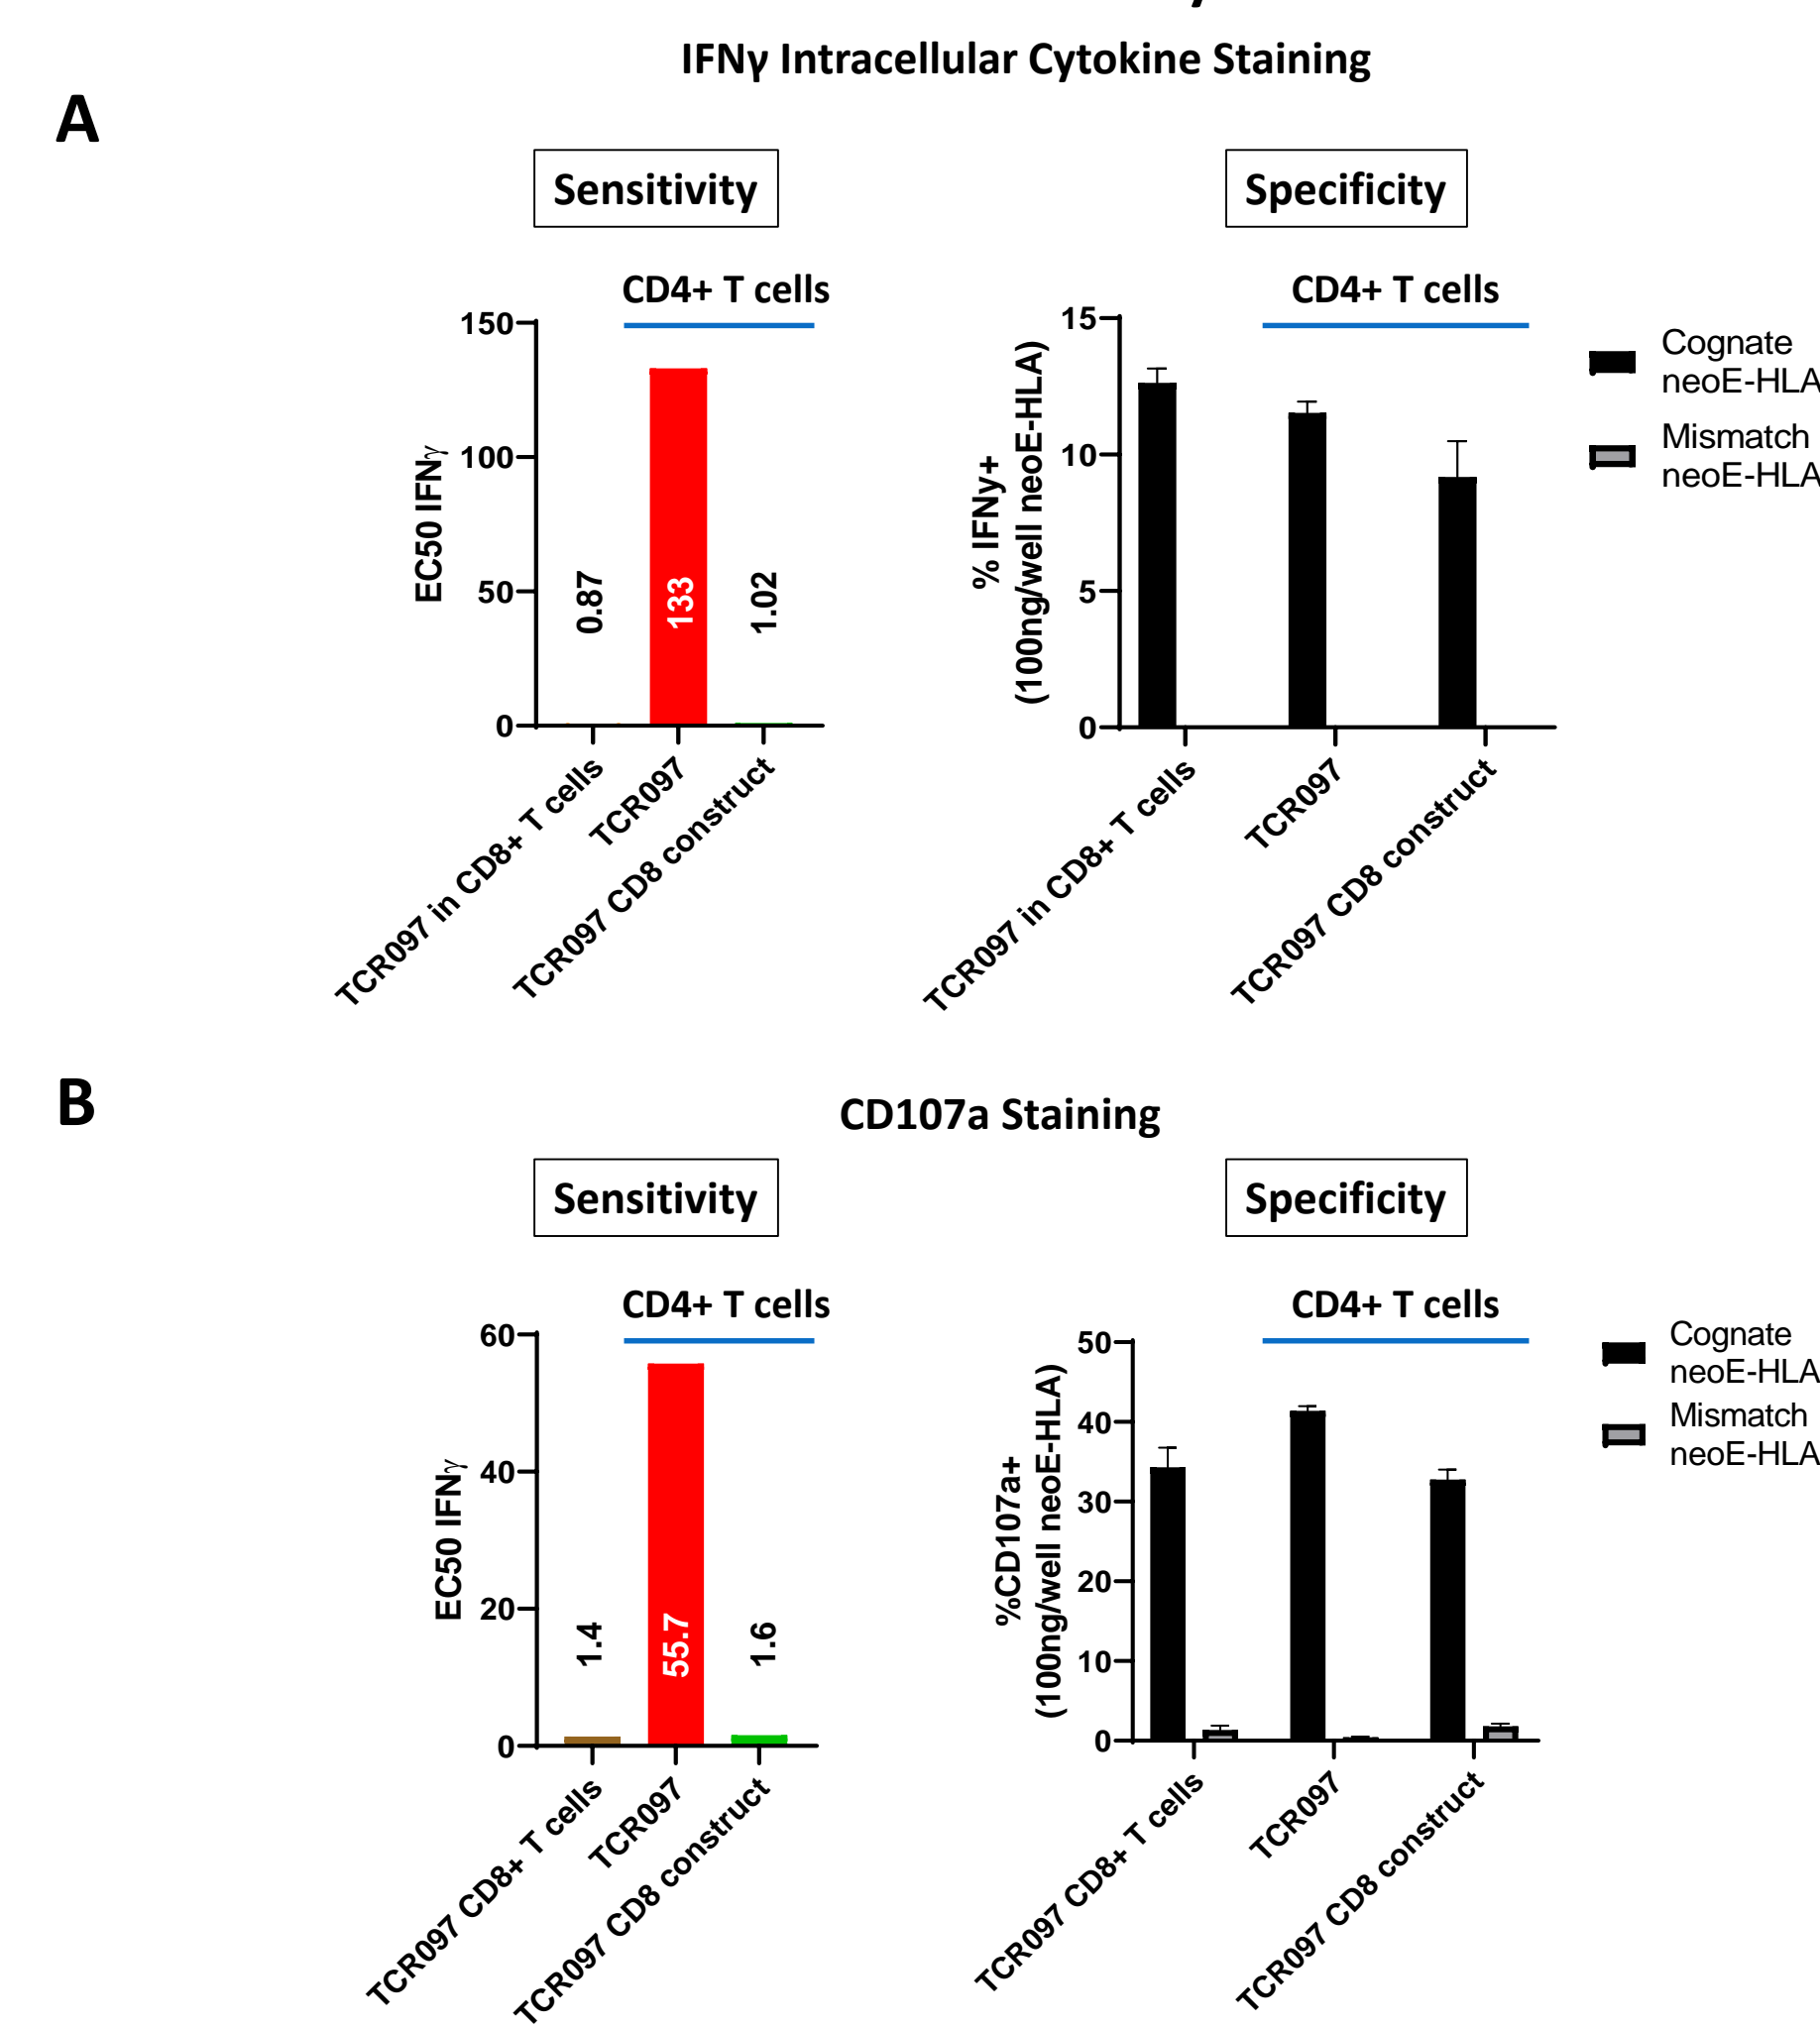 IFNγ Intracellular Cytokine Staining
A
Sensitivity
CD4+ T cells
EC50 IFNγ
150
100
50
0
0.87
133
1.02
TCR097 in CD8+ T cells
TCR097
TCR097 CD8 construct
Specificity
CD4+ T cells
% IFNy+
(100ng/well neoE-HLA)
15
10
5
0
TCR097 in CD8+ T cells
TCR097
TCR097 CD8 construct
Cognate
neoE-HLA
Mismatch
neoE-HLA
B
CD107a Staining
Sensitivity
CD4+ T cells
EC50 IFNγ
60
40
20
0
1.4
55.7
1.6
TCR097 CD8+ T cells
TCR097
TCR097 CD8 construct
Specificity
CD4+ T cells
%CD107a+
(100ng/well neoE-HLA)
50
40
30
20
10
0
TCR097 CD8+ T cells
TCR097
TCR097 CD8 construct
Cognate
neoE-HLA
Mismatch
neoE-HLA